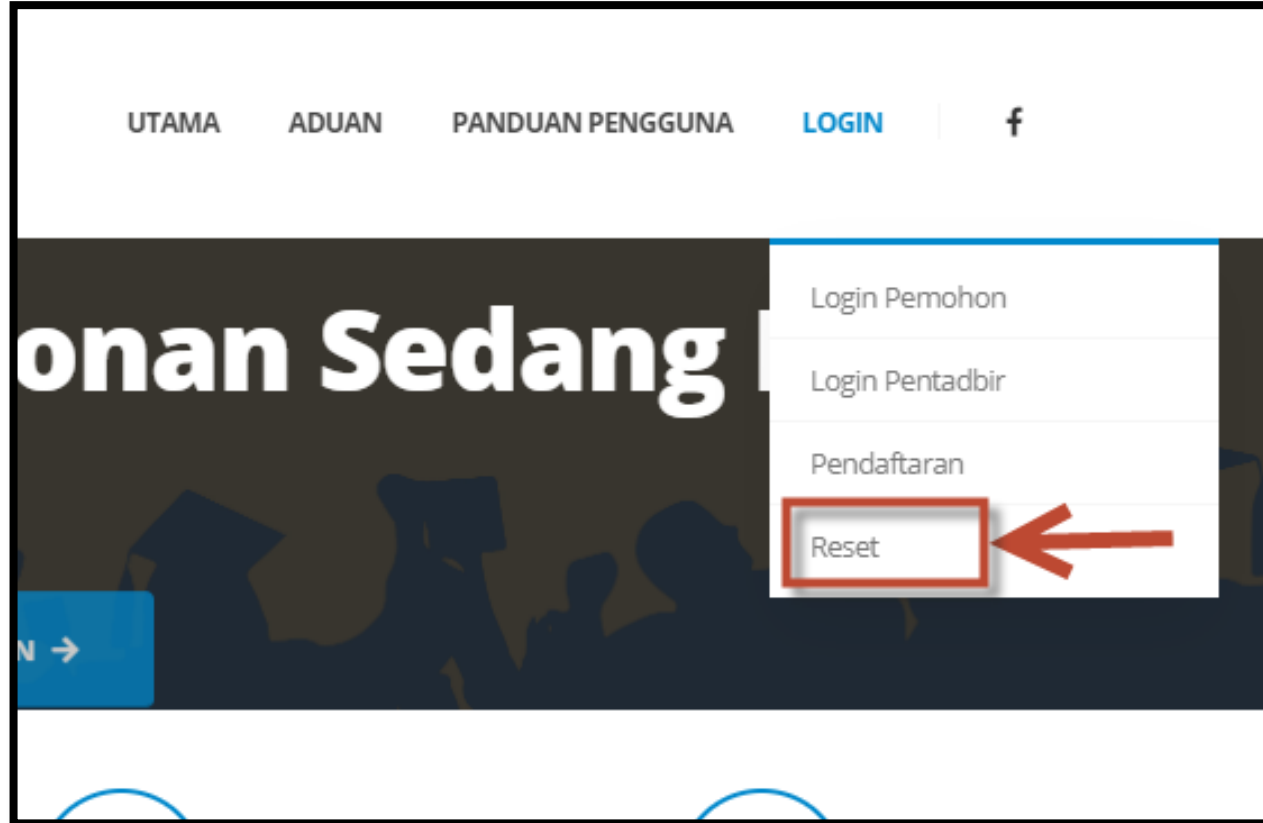 UTAMA ADUAN PANDUAN PENGGUNA LOGIN
Login Pemohon
onan Sedang
Login Pentadbir
Pendaftaran
Reset
N →